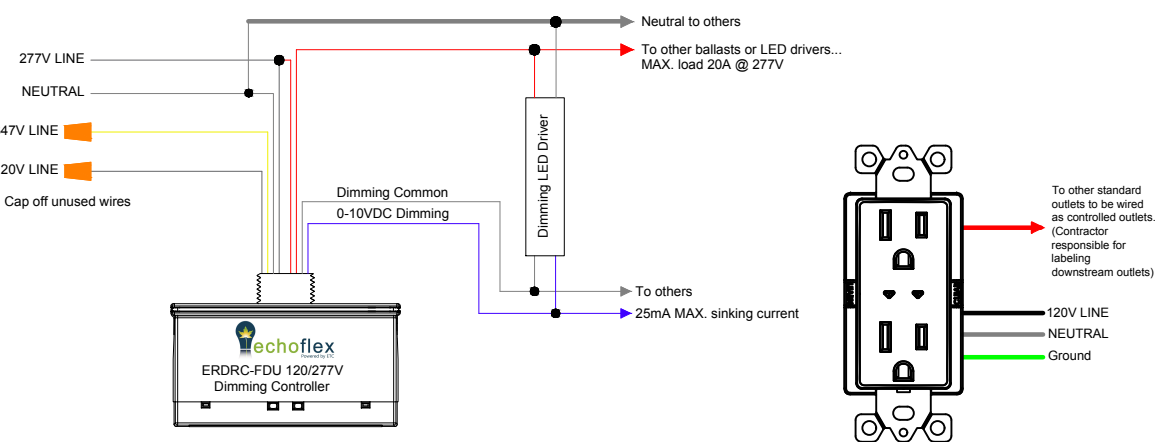 Neutral to others
To other ballasts or LED drivers...
MAX. load 20A @ 277V
277V LINE
NEUTRAL
47V LINE
20V LINE
Cap off unused wires
Dimming Common
0-10VDC Dimming
Dimming LED Driver
To others
25mA MAX. sinking current
echoflex
Powered by ETC
ERDRC-FDU 120/277V
Dimming Controller
To other standard
outlets to be wired
as controlled outlets.
(Contractor
responsible for
labeling
downstream outlets)
120V LINE
NEUTRAL
Ground